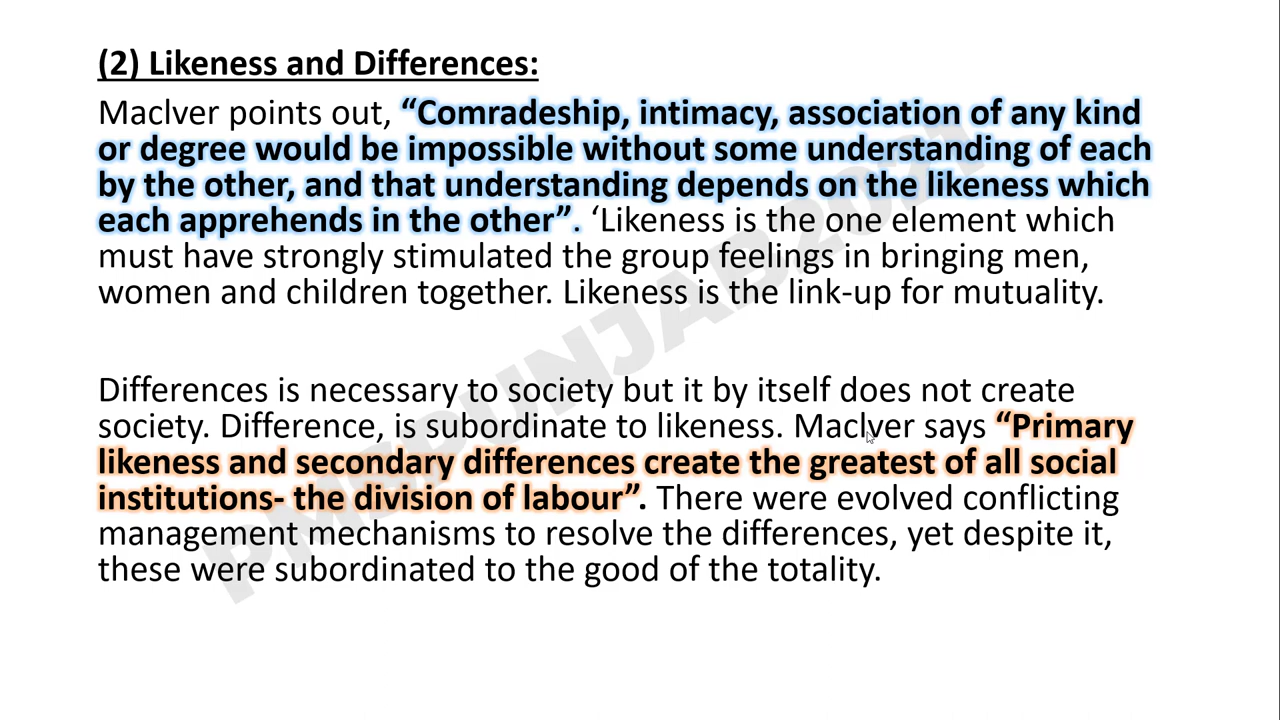 (2) Likeness and Differences:
Maclver points out, “Comradeship, intimacy, association of any kind
or degree would be impossible without some understanding of each
by the other, and that understanding depends on the likeness which
each apprehends in the other”. ‘Likeness is the one element which
must have strongly stimulated the group feelings in bringing men,
women and children together. Likeness is the link-up for mutuality.
Differences is necessary to society but it by itself does not create
society. Difference, is subordinate to likeness. Maclver says “Primary
likeness and secondary differences create the greatest of all social
institutions- the division of labour”. There were evolved conflicting
management mechanisms to resolve the differences, yet despite it,
these were subordinated to the good of the totality.